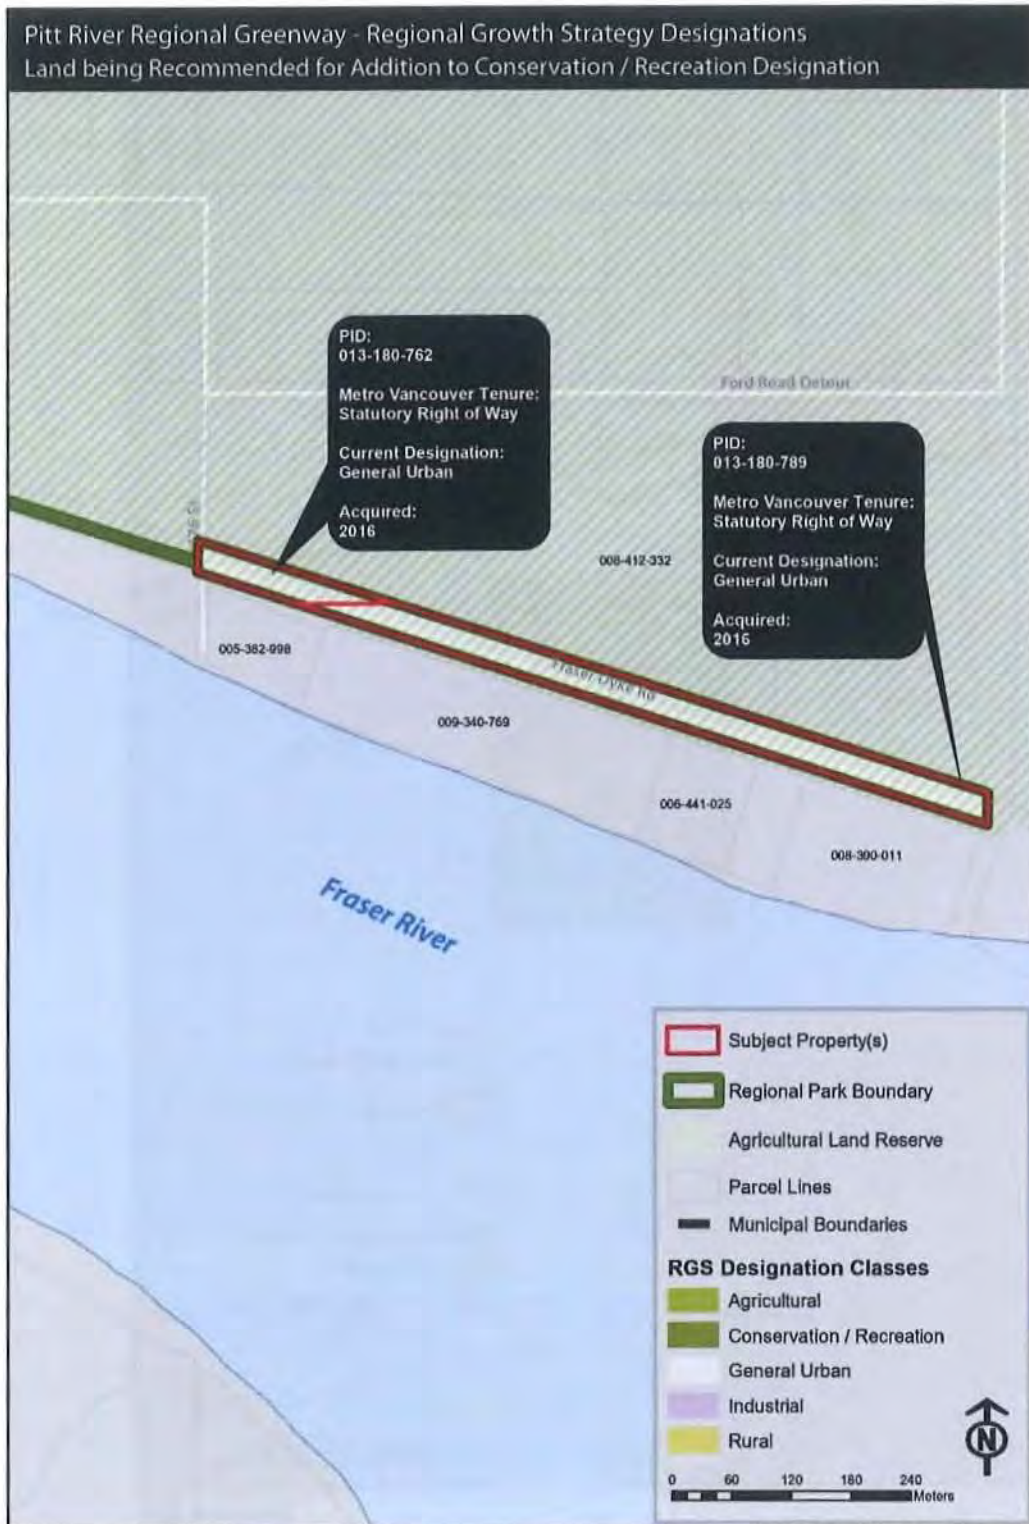 Pitt River Regional Greenway - Regional Growth Strategy Designations
Land being Recommended for Addition to Conservation / Recreation Designation
PID:
013-180-762
Metro Vancouver Tenure:
Statutory Right of Way
Current Designation:
General Urban
Acquired:
2016
Ford Road Detour
PID:
013-180-789
Metro Vancouver Tenure:
Statutory Right of Way
Current Designation:
General Urban
Acquired:
2016
008-412-332
005-382-998
Fraser Dyke Rd
009-340-769
006-441-025
008-300-011
Fraser River
Subject Property(s)
Regional Park Boundary
Agricultural Land Reserve
Parcel Lines
Municipal Boundaries
RGS Designation Classes
Agricultural
Conservation / Recreation
General Urban
Industrial
Rural
N
0 60 120 180 240
Meters